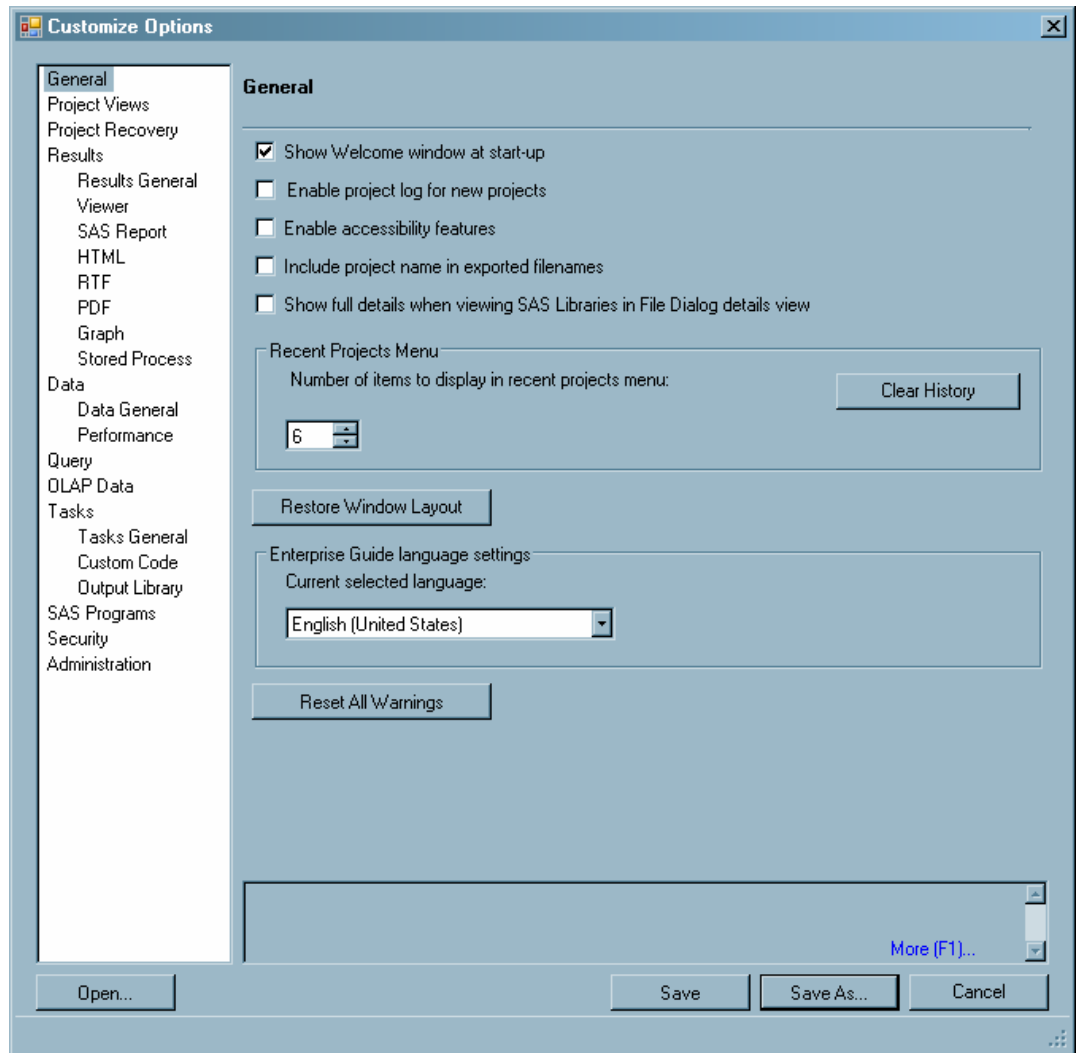 Customize Options
General
Project Views
Project Recovery
Results
Results General
Viewer
SAS Report
HTML
RTF
PDF
Graph
Stored Process
Data
Data General
Performance
Query
OLAP Data
Tasks
Tasks General
Custom Code
Output Library
SAS Programs
Security
Administration
General
Show Welcome window at start-up
Enable project log for new projects
Enable accessibility features
Include project name in exported filenames
Show full details when viewing SAS Libraries in File Dialog details view
Recent Projects Menu
Number of items to display in recent projects menu:
Clear History
6
Restore Window Layout
Enterprise Guide language settings
Current selected language:
English (United States)
Reset All Warnings
More (F1)...
Open...
Save
Save As...
Cancel